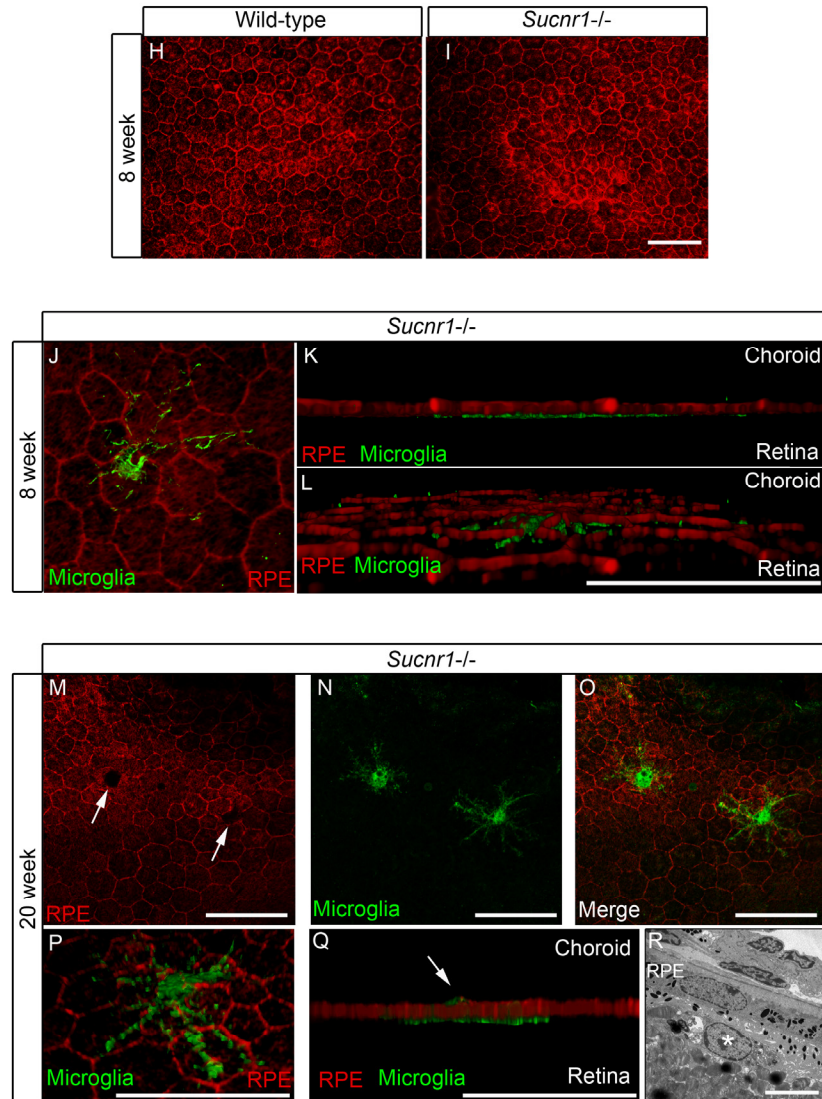 Wild-type
Sucnr1-/-
8 week
H
I
Sucnr1-/-
8 week
J
Microglia
RPE
K
Choroid
RPE Microglia
Retina
L
Choroid
RPE Microglia
Retina
Sucnr1-/-
20 week
M
RPE
N
Microglia
O
Merge
P
Microglia
RPE
Q
Choroid
RPE
Microglia
Retina
R
RPE
*